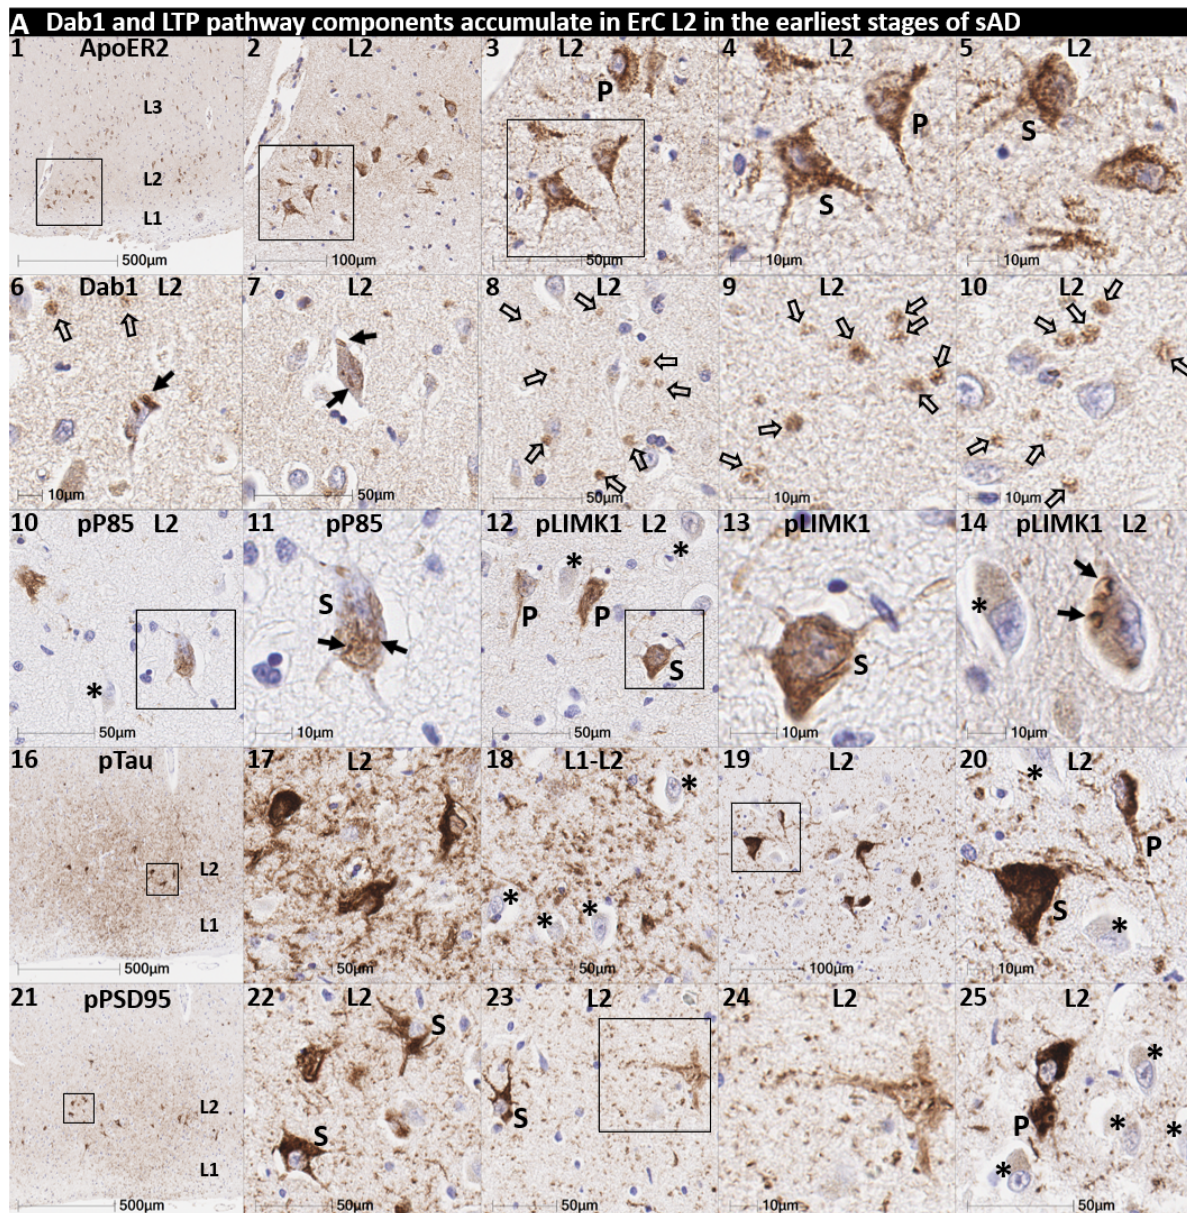 A Dab1 and LTP pathway components accumulate in ErC L2 in the earliest stages of sAD
1 ApoER2
L3
L2
L1
500µm
2 L2
100µm
3 L2
P
50µm
4 L2
P
S
10µm
5 L2
S
10µm
6 Dab1 L2
10µm
7 L2
50µm
8 L2
50µm
9 L2
10µm
10 L2
10µm
10 pP85 L2
*
50µm
11 pP85
S
10µm
12 pLIMK1 L2
* *
P P
S
50µm
13 pLIMK1
S
10µm
14 pLIMK1 L2
*
10µm
16 pTau
L2
L1
500µm
17 L2
50µm
18 L1-L2
*
* * *
50µm
19 L2
100µm
20 L2
*
P
S
*
10µm
21 pPSD95
L2
L1
500µm
22 L2
S
S
50µm
23 L2
S
50µm
24 L2
10µm
25 L2
*
P * *
*
50µm